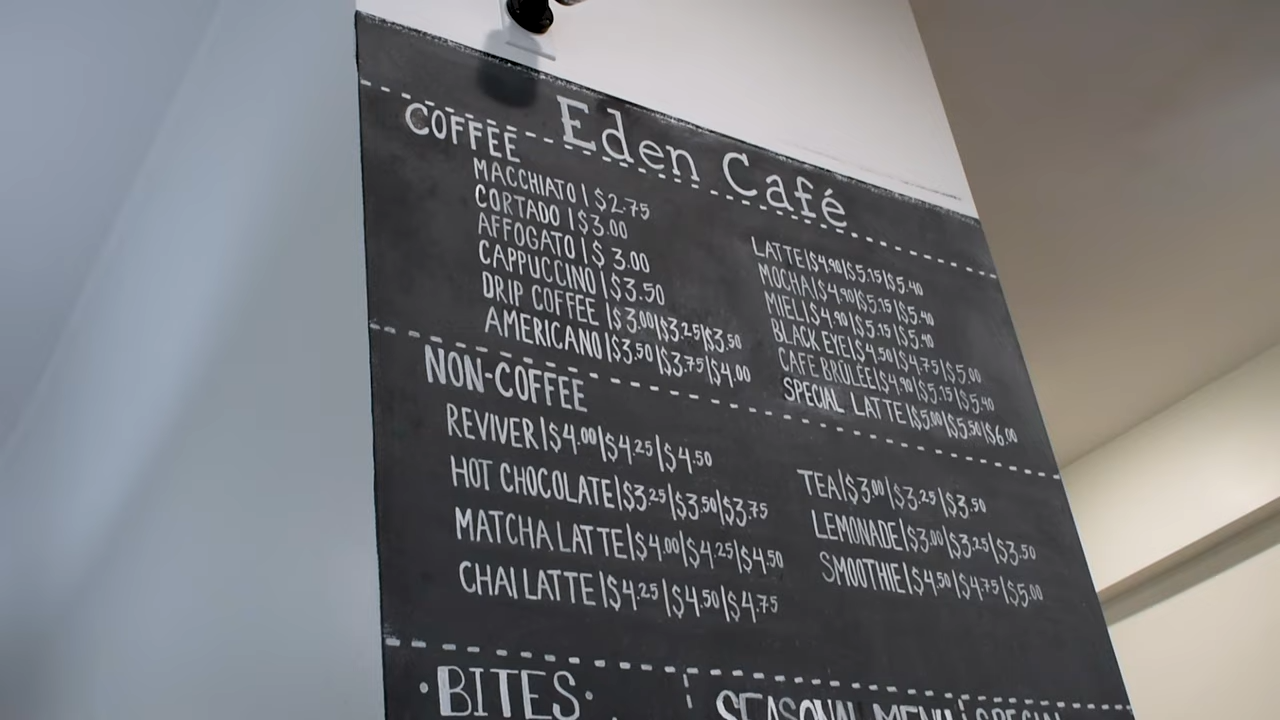 Eden Café
COFFEE
MACCHIATO | $2.75
CORTADO | $3.00
AFFOGATO | $3.00
CAPPUCCINO | $3.50
DRIP COFFEE | $3.00 | $3.25 | $3.50
AMERICANO | $3.50 | $3.75 | $4.00
LATTE | $4.90 | $5.15 | $5.40
MOCHA | $4.90 | $5.15 | $5.40
MIEL | $4.90 | $5.15 | $5.40
BLACK EYE | $4.50 | $4.75 | $5.00
CAFE BRÛLÉE | $4.90 | $5.15 | $5.40
SPECIAL LATTE | $5.00 | $5.50 | $6.00
NON-COFFEE
REVIVER | $4.00 | $4.25 | $4.50
HOT CHOCOLATE | $3.25 | $3.50 | $3.75
MATCHA LATTE | $4.00 | $4.25 | $4.50
CHAI LATTE | $4.25 | $4.50 | $4.75
TEA | $3.00 | $3.25 | $3.50
LEMONADE | $3.00 | $3.25 | $3.50
SMOOTHIE | $4.50 | $4.75 | $5.00
·BITES·
SEASONAL MENU SPECIAL